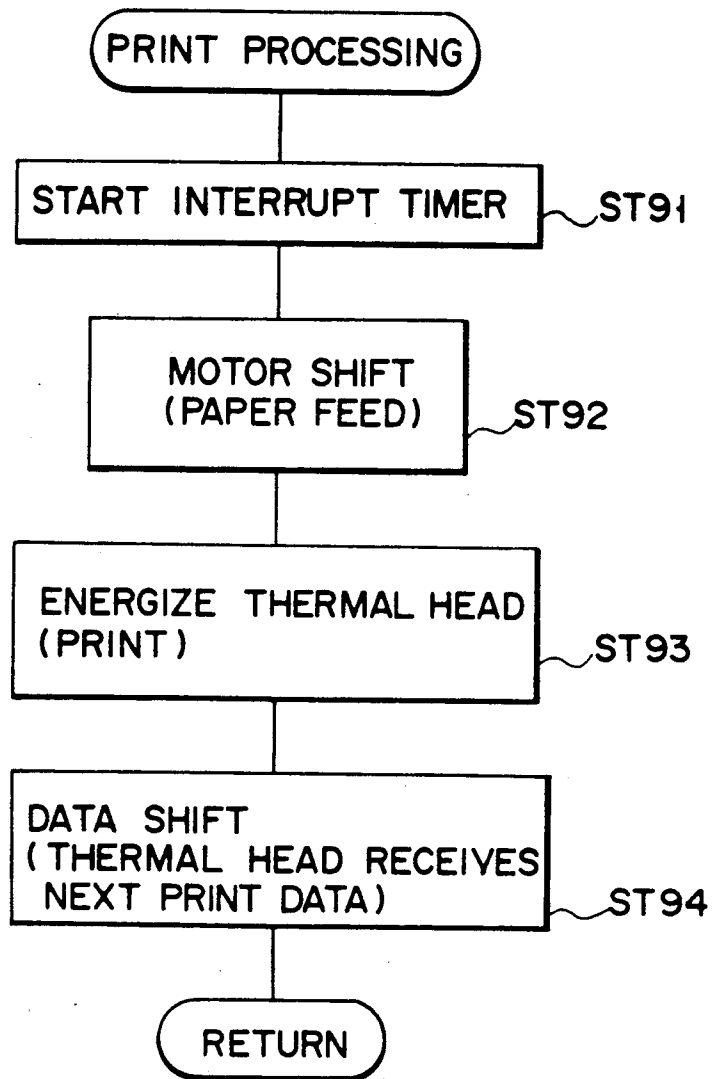 PRINT PROCESSING
START INTERRUPT TIMER
ST91
MOTOR SHIFT
(PAPER FEED)
ST92
ENERGIZE THERMAL HEAD
(PRINT)
ST93
DATA SHIFT
(THERMAL HEAD RECEIVES
NEXT PRINT DATA)
ST94
RETURN